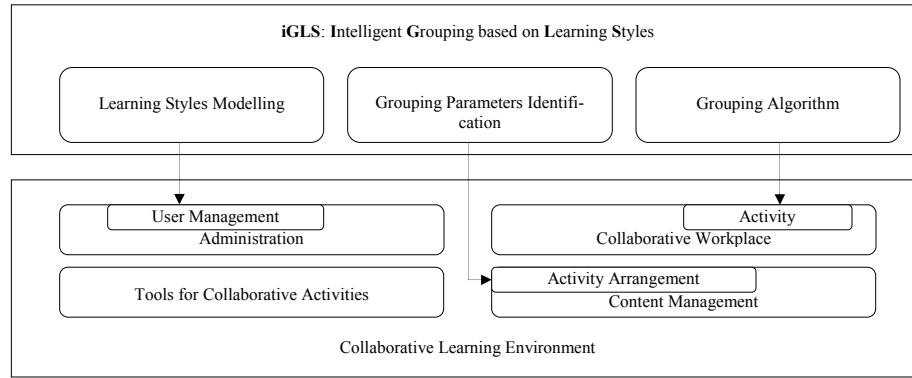 iGLS: Intelligent Grouping based on Learning Styles
Learning Styles Modelling
Grouping Parameters Identifi-
cation
Grouping Algorithm
User Management
Administration
Activity
Collaborative Workplace
Tools for Collaborative Activities
Activity Arrangement
Content Management
Collaborative Learning Environment